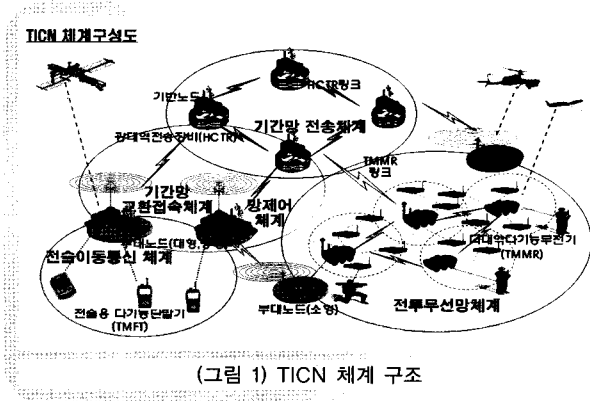 TICN 체계구성도
HCTR링크
기반노드
기간망 전송체계
광대역전송장비(HCTR)
TMMR
링크
기간망
교환접속체계
망제어
체계
부대노드(대형,
전술이동통신 체계
다대역다기능무전기
(TMMR)
전술용 다기능단말기
(TMFT)
부대노드(소형)
전투무선망체계
(그림 1) TICN 체계 구조